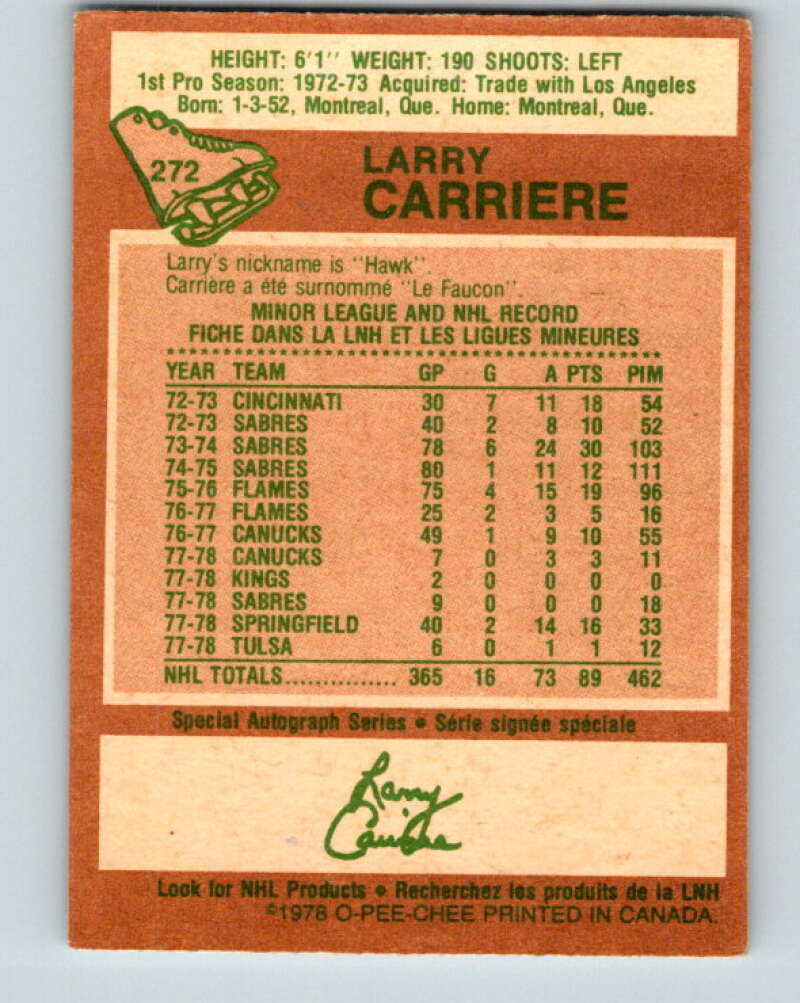 HEIGHT: 6'1" WEIGHT: 190 SHOOTS: LEFT
1st Pro Season: 1972-73 Acquired: Trade with Los Angeles
Born: 1-3-52, Montreal, Que. Home: Montreal, Que.
272
LARRY
CARRIERE
Larry's nickname is "Hawk".
Carrière a été surnommé "Le Faucon".
MINOR LEAGUE AND NHL RECORD
FICHE DANS LA LNH ET LES LIGUES MINEURES
YEAR TEAM GP G A PTS PIM
72-73 CINCINNATI 30 7 11 18 54
72-73 SABRES 40 2 8 10 52
73-74 SABRES 78 6 24 30 103
74-75 SABRES 80 1 11 12 111
75-76 FLAMES 75 4 15 19 96
76-77 FLAMES 25 2 3 5 16
76-77 CANUCKS 49 1 9 10 55
77-78 CANUCKS 7 0 3 3 11
77-78 KINGS 2 0 0 0 0
77-78 SABRES 9 0 0 0 18
77-78 SPRINGFIELD 40 2 14 16 33
77-78 TULSA 6 0 1 1 12
NHL TOTALS............... 365 16 73 89 462
Special Autograph Series • Série signée spéciale
Larry
Carriere
Look for NHL Products • Recherchez les produits de la LNH
©1978 O-PEE-CHEE PRINTED IN CANADA.